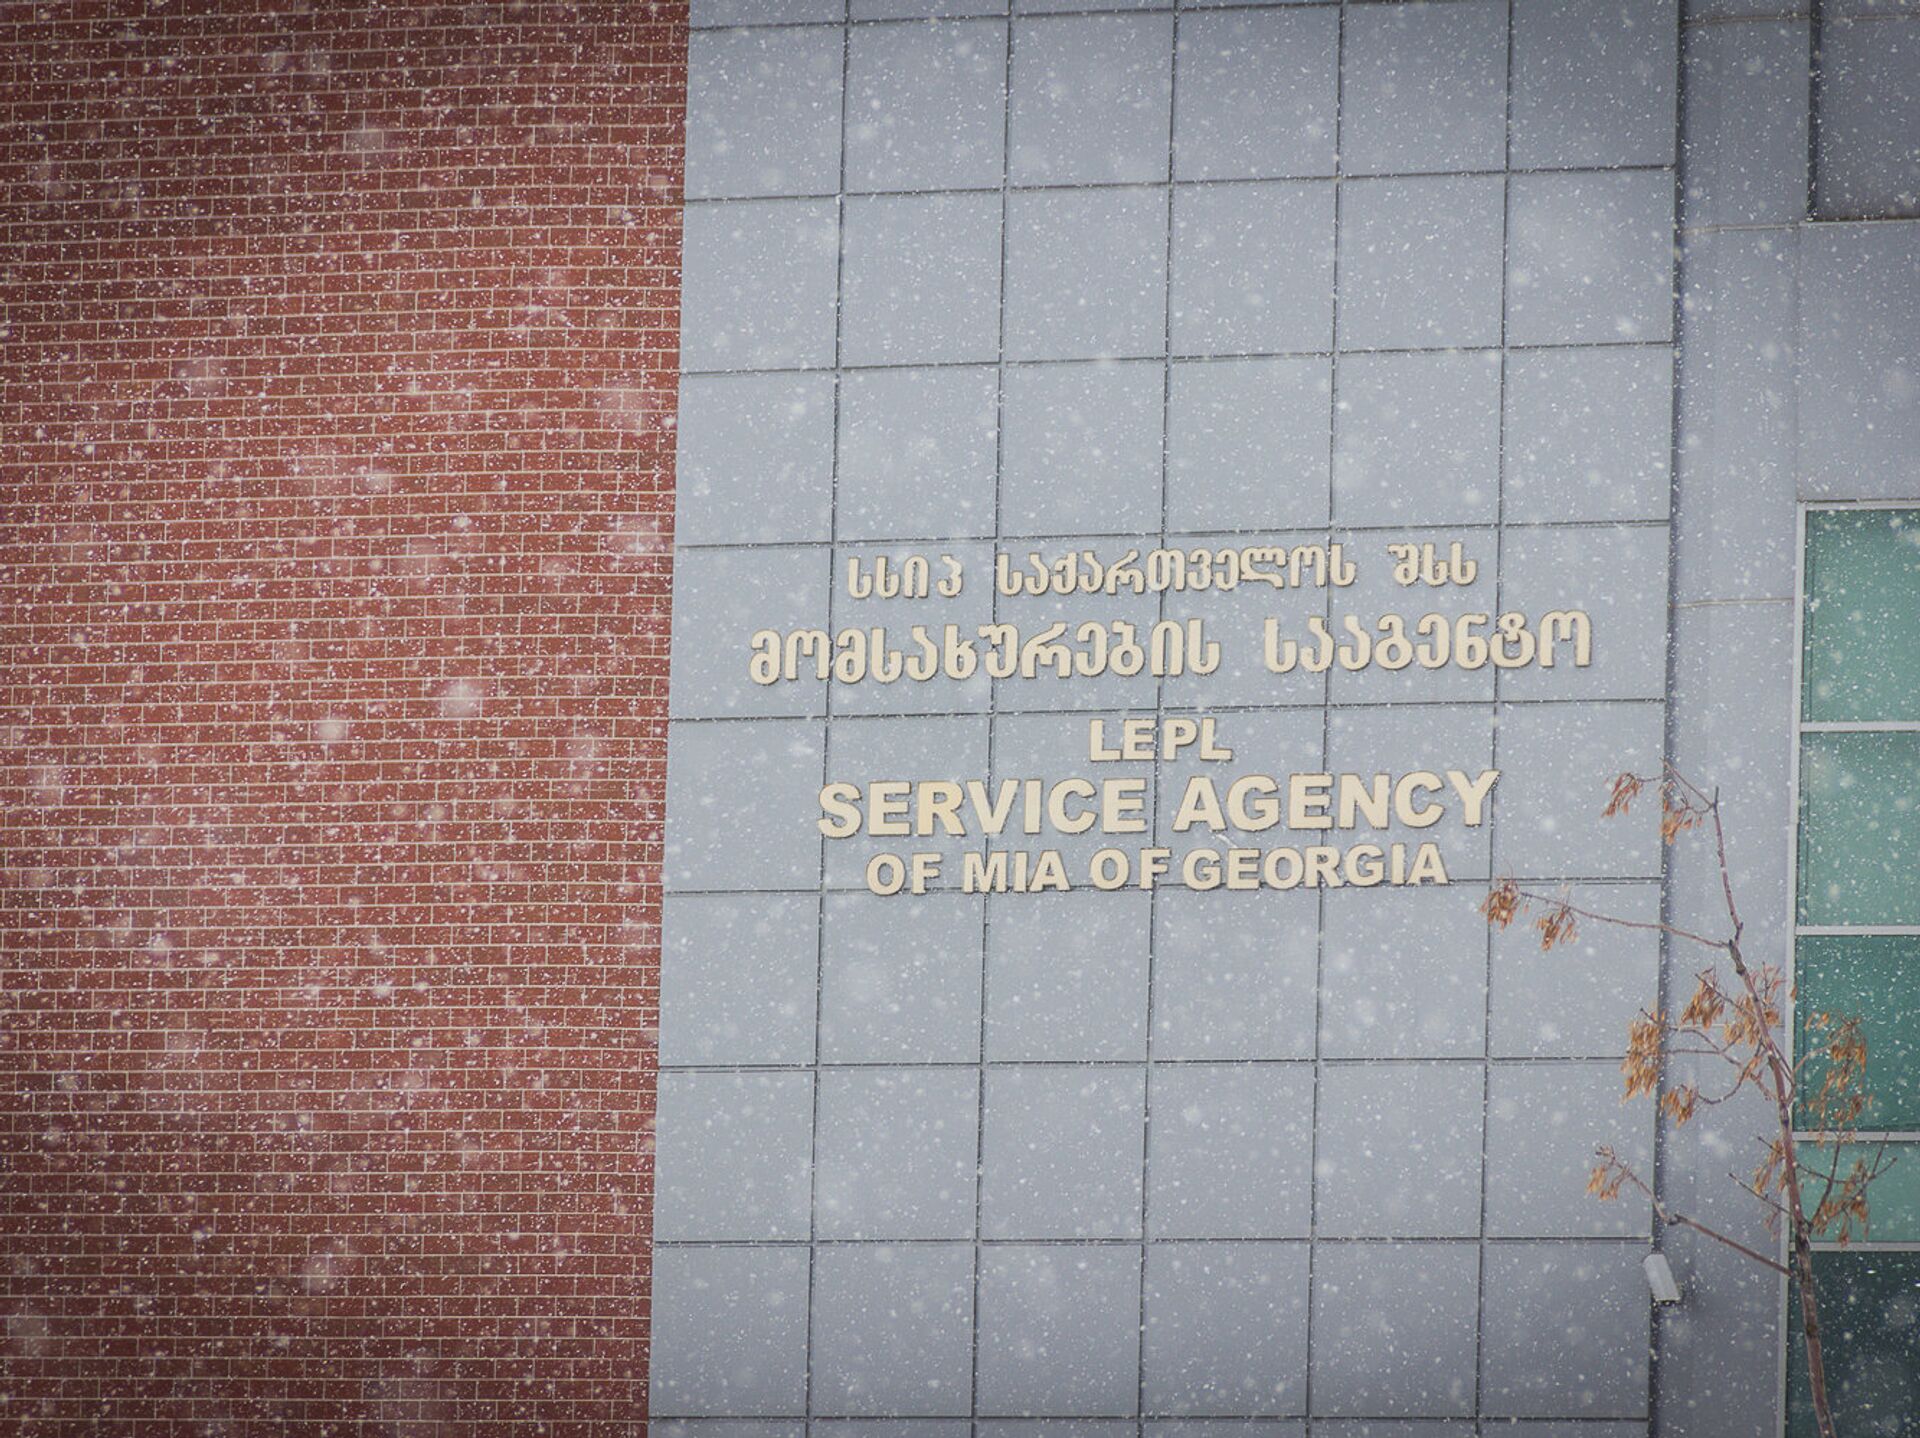 სსიპ საქართველოს შსს
მომსახურების სააგენტო
LEPL
SERVICE AGENCY
OF MIA OF GEORGIA